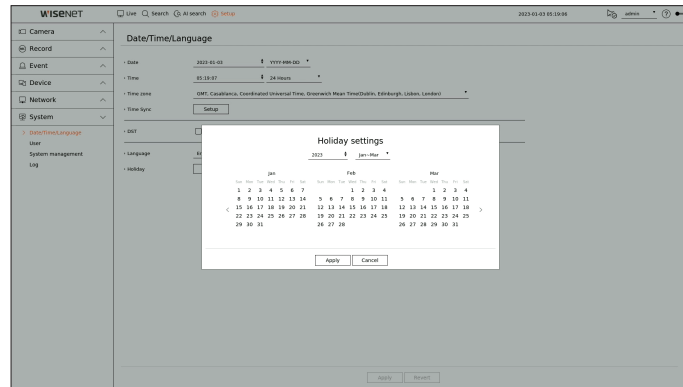 WISENET
Live Search AI search Setup 2023-01-03 05:19:06 admin ?
Camera
Record
Event
Device
Network
System
> Date/Time/Language
User
System management
Log
Date/Time/Language
Date 2023-01-03 YYYY-MM-DD
Time 05:19:07 24 Hours
Time zone GMT, Casablanca, Coordinated Universal Time, Greenwich Mean Time(Dublin, Edinburgh, Lisbon, London)
Time Sync Setup
DST
Language En
Holiday
Holiday settings
2023 Jan~Mar
Jan Feb Mar
Sun Mon Tue Wed Thu Fri Sat Sun Mon Tue Wed Thu Fri Sat Sun Mon Tue Wed Thu Fri Sat
1 2 3 4 5 6 7 1 2 3 4 1 2 3 4
8 9 10 11 12 13 14 5 6 7 8 9 10 11 5 6 7 8 9 10 11
< 15 16 17 18 19 20 21 12 13 14 15 16 17 18 12 13 14 15 16 17 18 >
22 23 24 25 26 27 28 19 20 21 22 23 24 25 19 20 21 22 23 24 25
29 30 31 26 27 28 26 27 28 29 30 31
Apply Cancel
Apply Revert